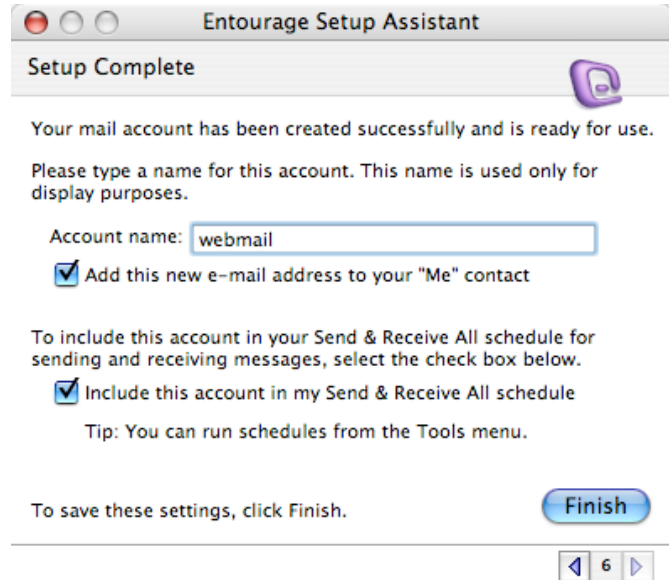 Entourage Setup Assistant
Setup Complete
Your mail account has been created successfully and is ready for use.
Please type a name for this account. This name is used only for
display purposes.
Account name: webmail
Add this new e-mail address to your "Me" contact
To include this account in your Send & Receive All schedule for
sending and receiving messages, select the check box below.
Include this account in my Send & Receive All schedule
Tip: You can run schedules from the Tools menu.
To save these settings, click Finish.
Finish
6